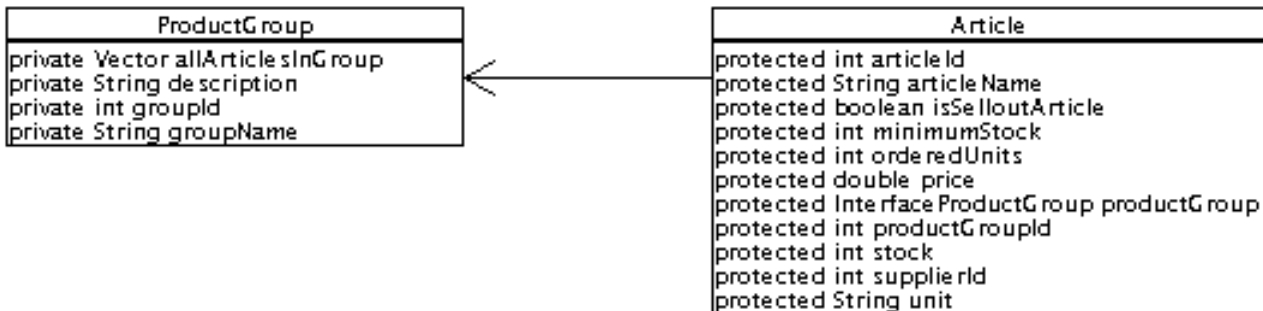 ProductGroup
private Vector allArticlesInGroup
private String description
private int groupId
private String groupName
Article
protected int articleId
protected String articleName
protected boolean isSelloutArticle
protected int minimumStock
protected int orderedUnits
protected double price
protected InterfaceProductGroup productGroup
protected int productGroupId
protected int stock
protected int supplierId
protected String unit